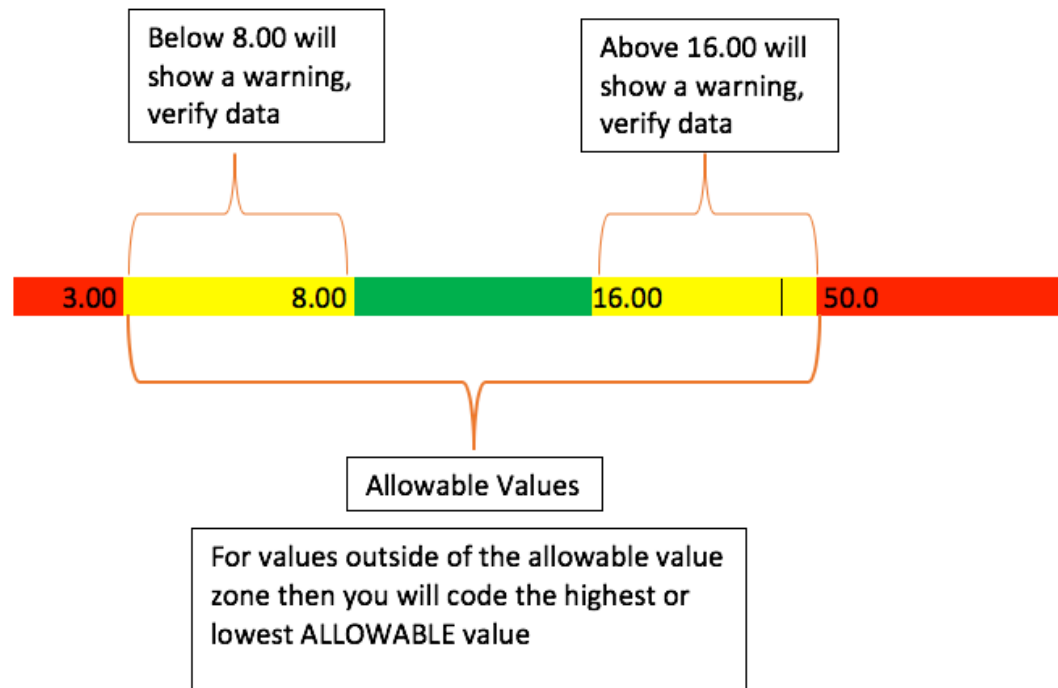 Below 8.00 will
show a warning,
verify data
Above 16.00 will
show a warning,
verify data
3.00
8.00
16.00
50.0
Allowable Values
For values outside of the allowable value
zone then you will code the highest or
lowest ALLOWABLE value